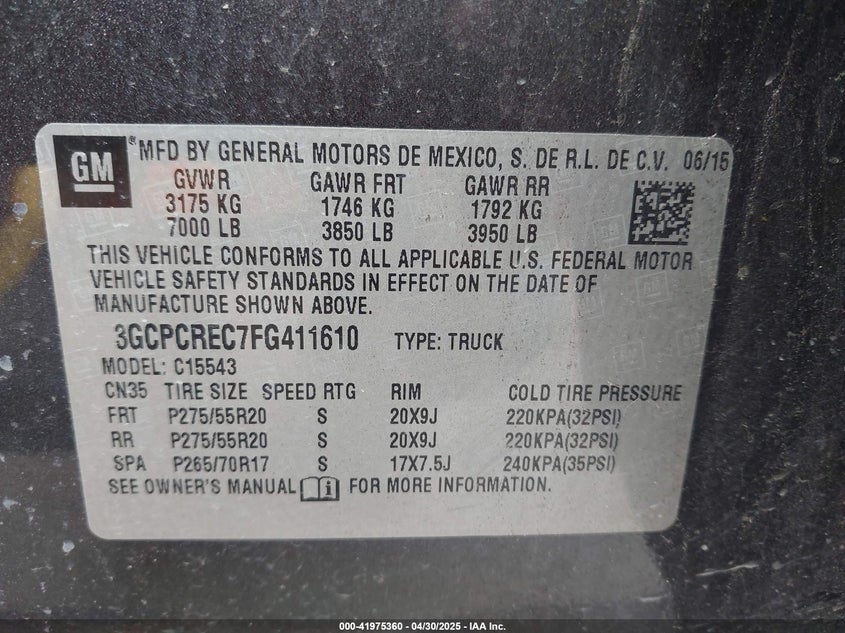 GM ® MFD BY GENERAL MOTORS DE MEXICO, S. DE R.L. DE C.V. 06/15
GVWR GAWR FRT GAWR RR
3175 KG 1746 KG 1792 KG
7000 LB 3850 LB 3950 LB
THIS VEHICLE CONFORMS TO ALL APPLICABLE U.S. FEDERAL MOTOR
VEHICLE SAFETY STANDARDS IN EFFECT ON THE DATE OF
MANUFACTURE SHOWN ABOVE.
3GCPCREC7FG411610 TYPE: TRUCK
MODEL: C15543
CN35 TIRE SIZE SPEED RTG RIM COLD TIRE PRESSURE
FRT P275/55R20 S 20X9J 220KPA(32PSI)
RR P275/55R20 S 20X9J 220KPA(32PSI)
SPA P265/70R17 S 17X7.5J 240KPA(35PSI)
SEE OWNER'S MANUAL i FOR MORE INFORMATION.
000-41975360 - 04/30/2025 - IAA Inc.